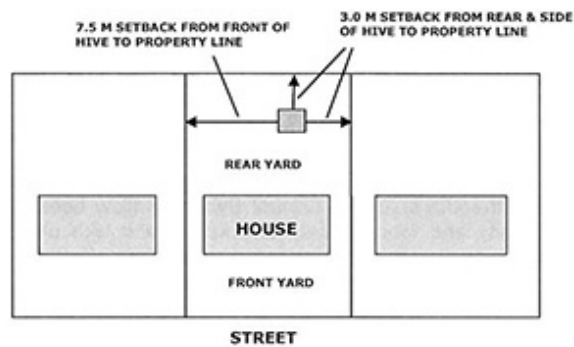 7.5 M SETBACK FROM FRONT OF
HIVE TO PROPERTY LINE
3.0 M SETBACK FROM REAR & SIDE
OF HIVE TO PROPERTY LINE
REAR YARD
HOUSE
FRONT YARD
STREET